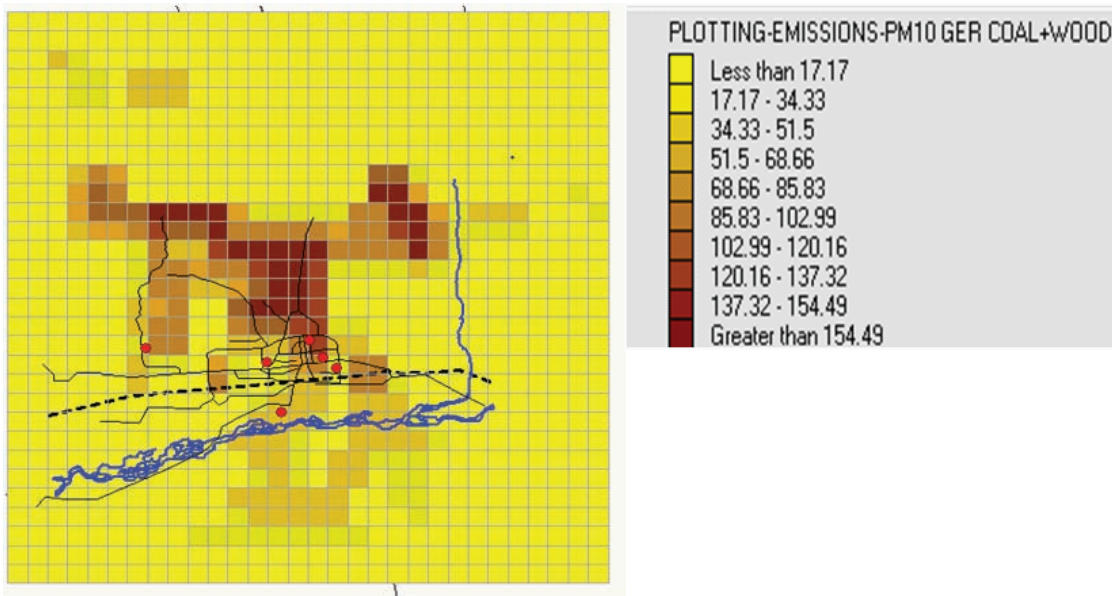 PLOTTING-EMISSIONS-PM10 GER COAL+WOOD
Less than 17.17
17.17 - 34.33
34.33 - 51.5
51.5 - 68.66
68.66 - 85.83
85.83 - 102.99
102.99 - 120.16
120.16 - 137.32
137.32 - 154.49
Greater than 154.49